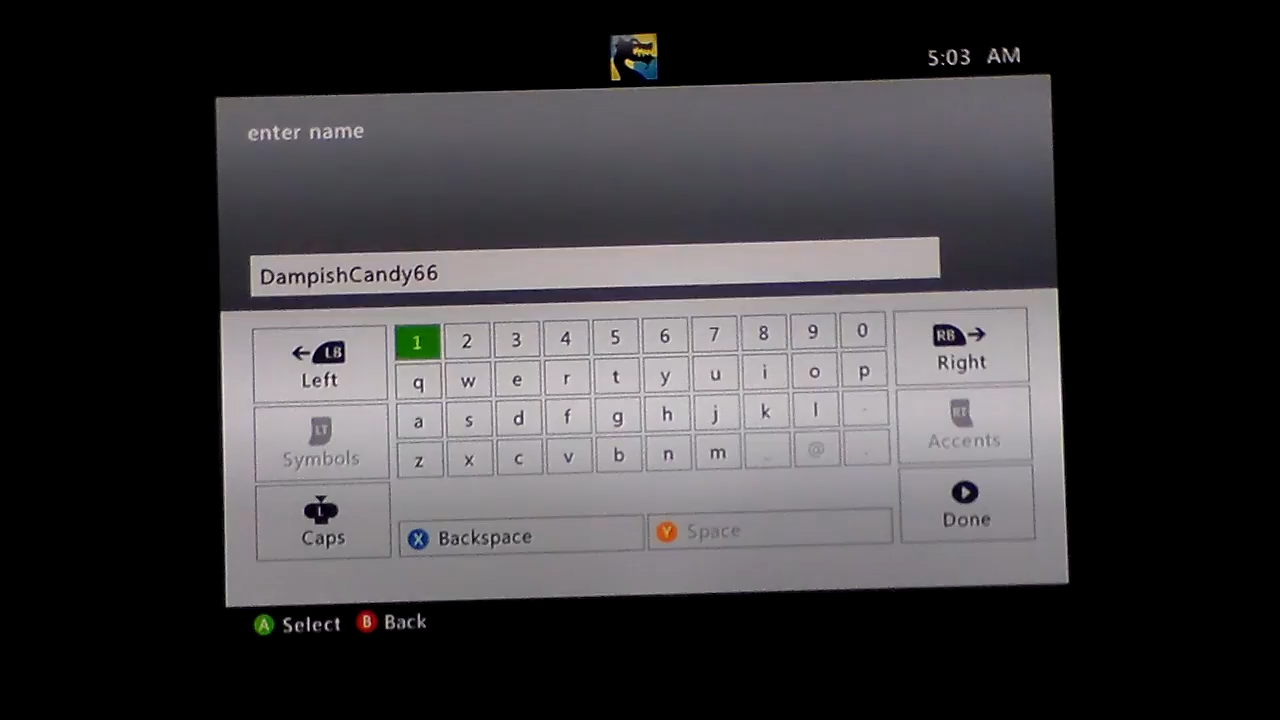 5:03 AM
enter name
DampishCandy66
LB
Left
1 2 3 4 5 6 7 8 9 0
RB
Right
q w e r t y u i o p
LT
Symbols
a s d f g h j k l -
RT
Accents
z x c v b n m _ @ .
L
Caps
X Backspace
Y Space
Done
A Select B Back